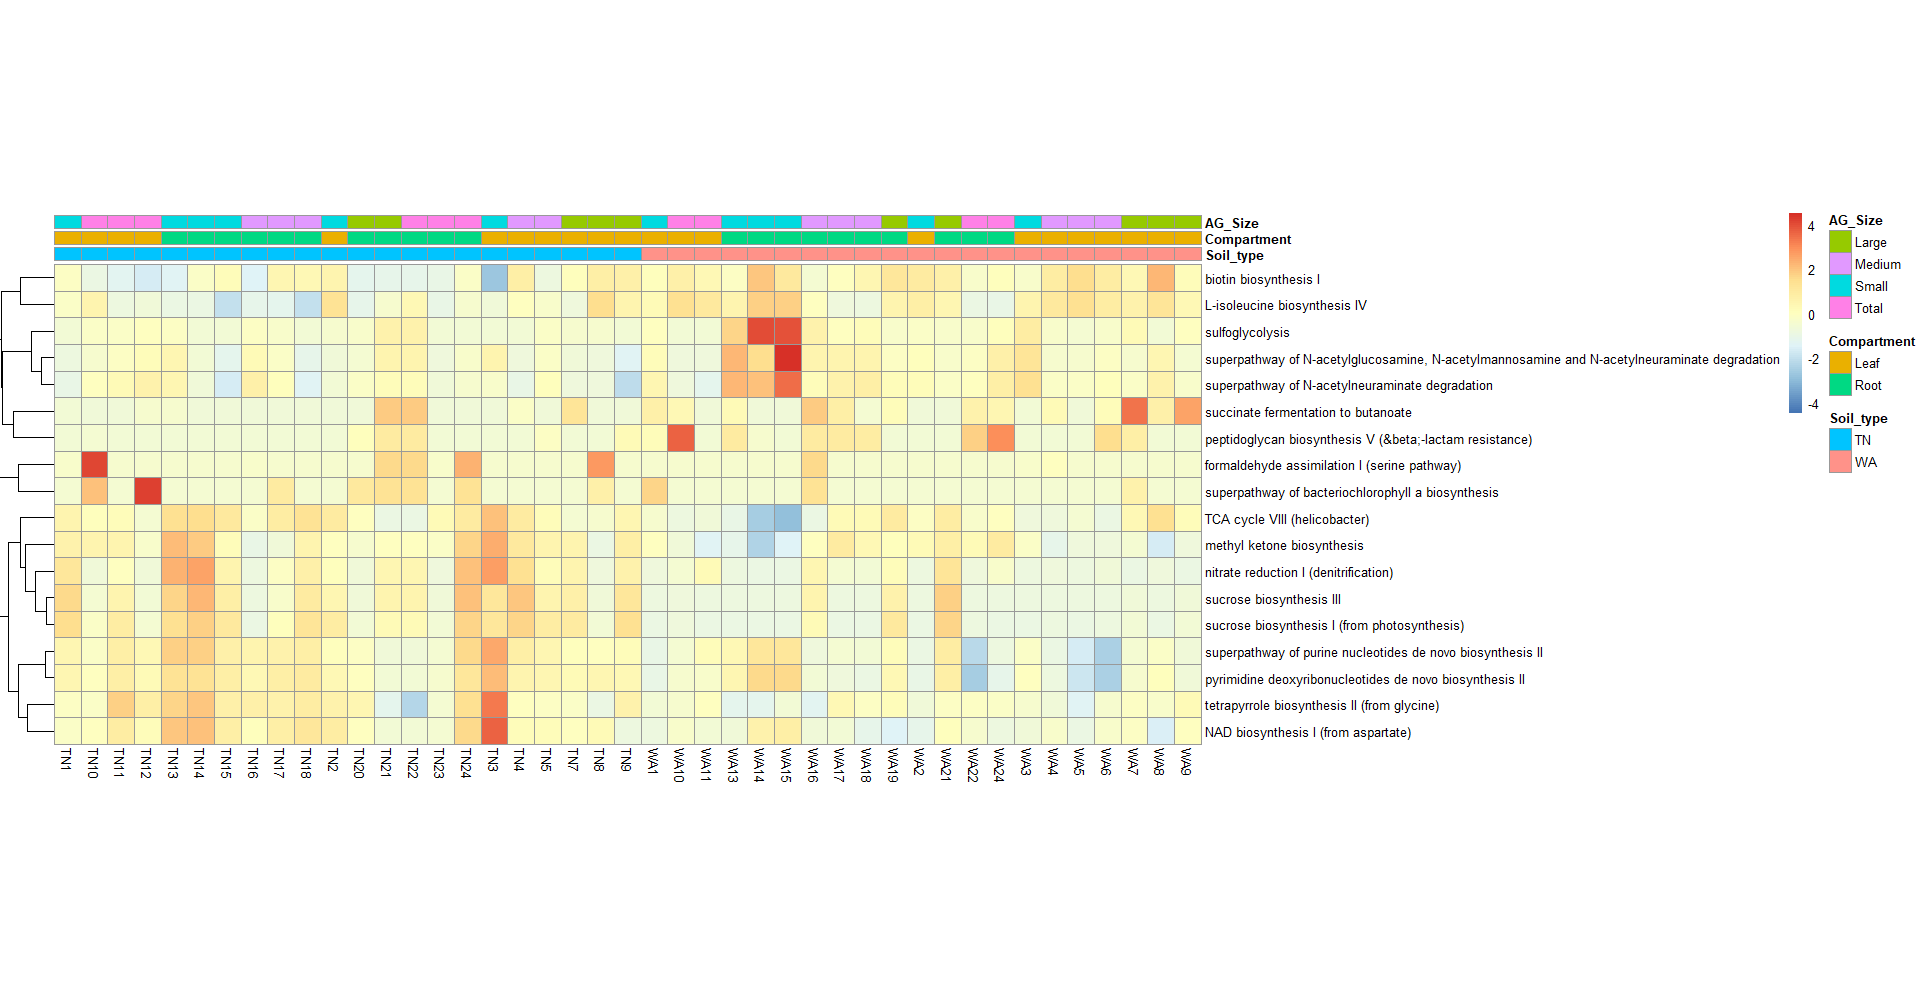 AG_Size
Compartment
Soil_type
biotin biosynthesis I
L-isoleucine biosynthesis IV
sulfoglycolysis
superpathway of N-acetylglucosamine, N-acetylmannosamine and N-acetylneuraminate degradation
superpathway of N-acetylneuraminate degradation
succinate fermentation to butanoate
peptidoglycan biosynthesis V (&beta;-lactam resistance)
formaldehyde assimilation I (serine pathway)
superpathway of bacteriochlorophyll a biosynthesis
TCA cycle VIII (helicobacter)
methyl ketone biosynthesis
nitrate reduction I (denitrification)
sucrose biosynthesis III
sucrose biosynthesis I (from photosynthesis)
superpathway of purine nucleotides de novo biosynthesis II
pyrimidine deoxyribonucleotides de novo biosynthesis II
tetrapyrrole biosynthesis II (from glycine)
NAD biosynthesis I (from aspartate)
TN1 TN10 TN11 TN12 TN13 TN14 TN15 TN16 TN17 TN18 TN2 TN20 TN21 TN22 TN23 TN24 TN3 TN4 TN5 TN7 TN8 TN9 WA1 WA10 WA11 WA13 WA14 WA15 WA16 WA17 WA18 WA19 WA2 WA21 WA22 WA24 WA3 WA4 WA5 WA6 WA7 WA8 WA9
4
2
0
-2
-4
AG_Size
Large
Medium
Small
Total
Compartment
Leaf
Root
Soil_type
TN
WA